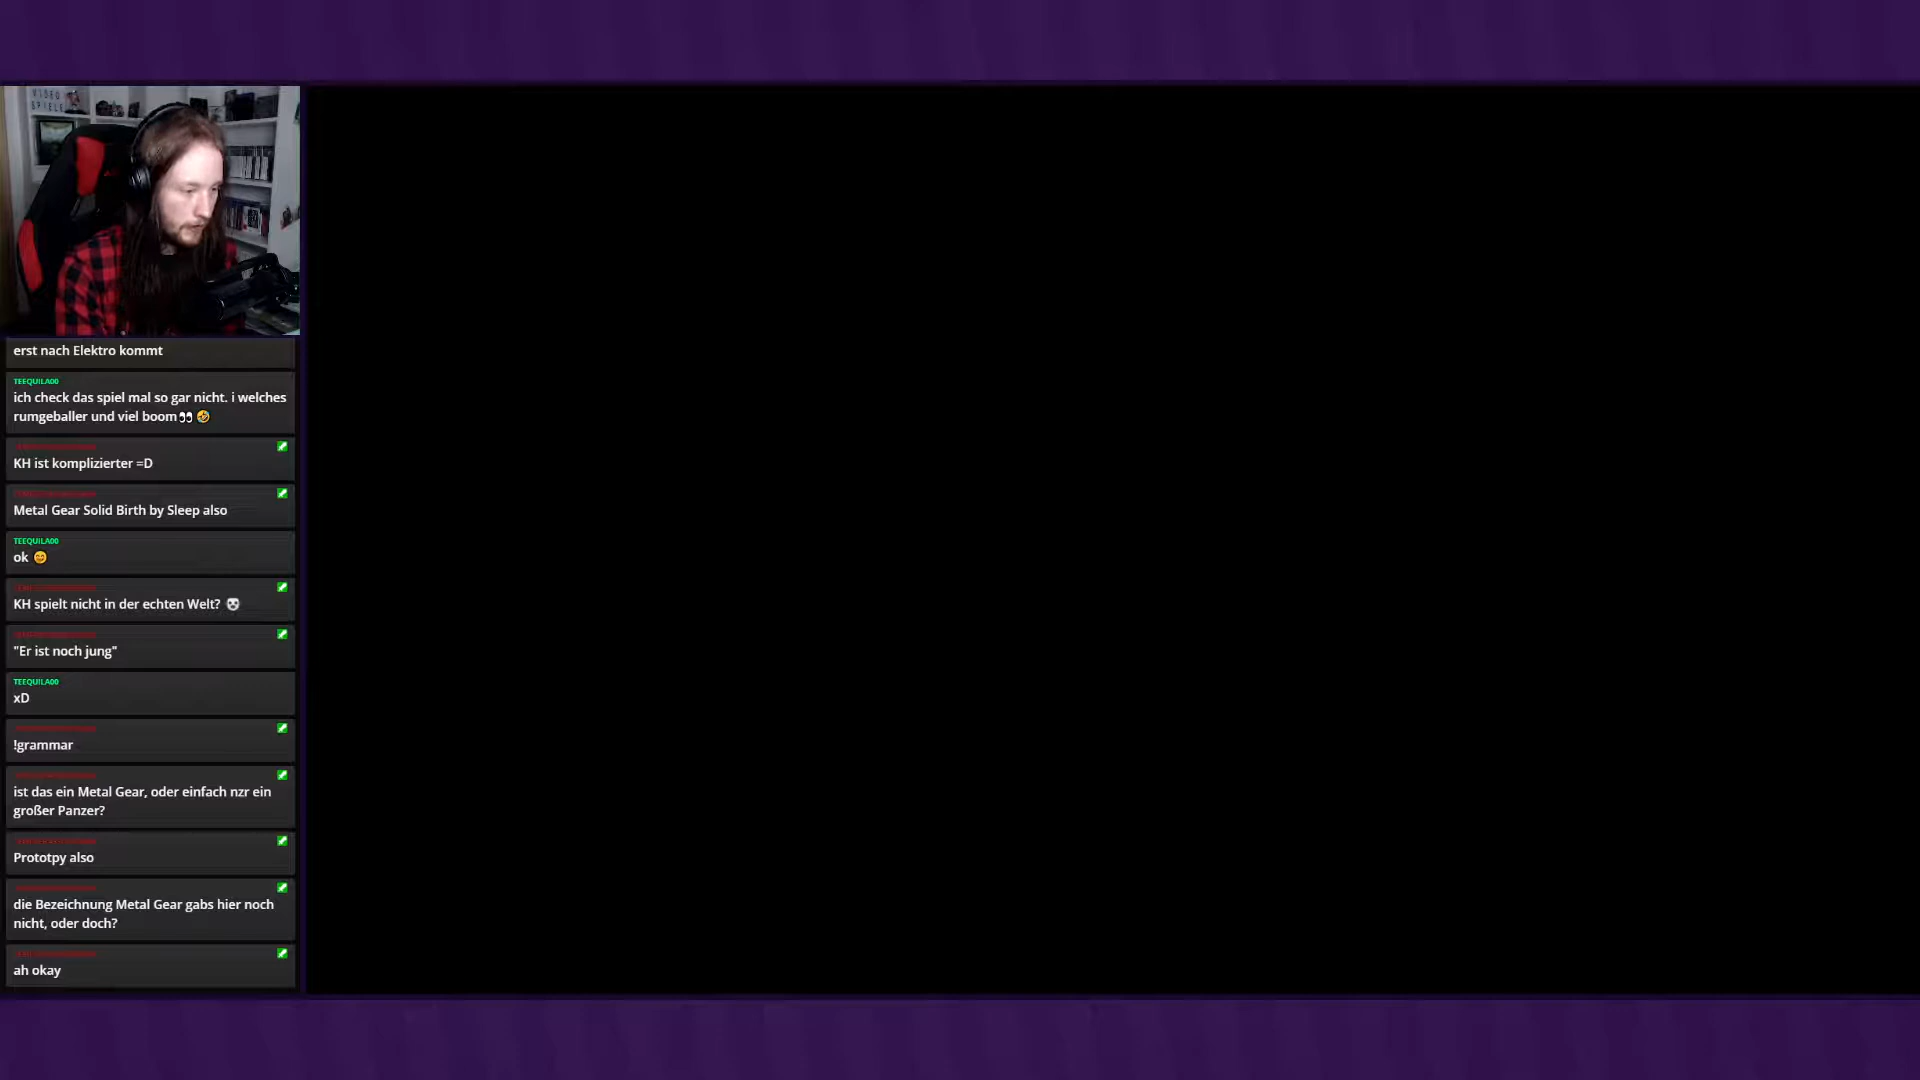 VIDEO
SPIELE
erst nach Elektro kommt
TEEQUILA00
ich check das spiel mal so gar nicht. i welches
rumgeballer und viel boom👀 🤣
KH ist komplizierter =D
Metal Gear Solid Birth by Sleep also
TEEQUILA00
ok 😊
KH spielt nicht in der echten Welt? 💀
"Er ist noch jung"
TEEQUILA00
xD
!grammar
ist das ein Metal Gear, oder einfach nzr ein
großer Panzer?
Prototpy also
die Bezeichnung Metal Gear gabs hier noch
nicht, oder doch?
ah okay